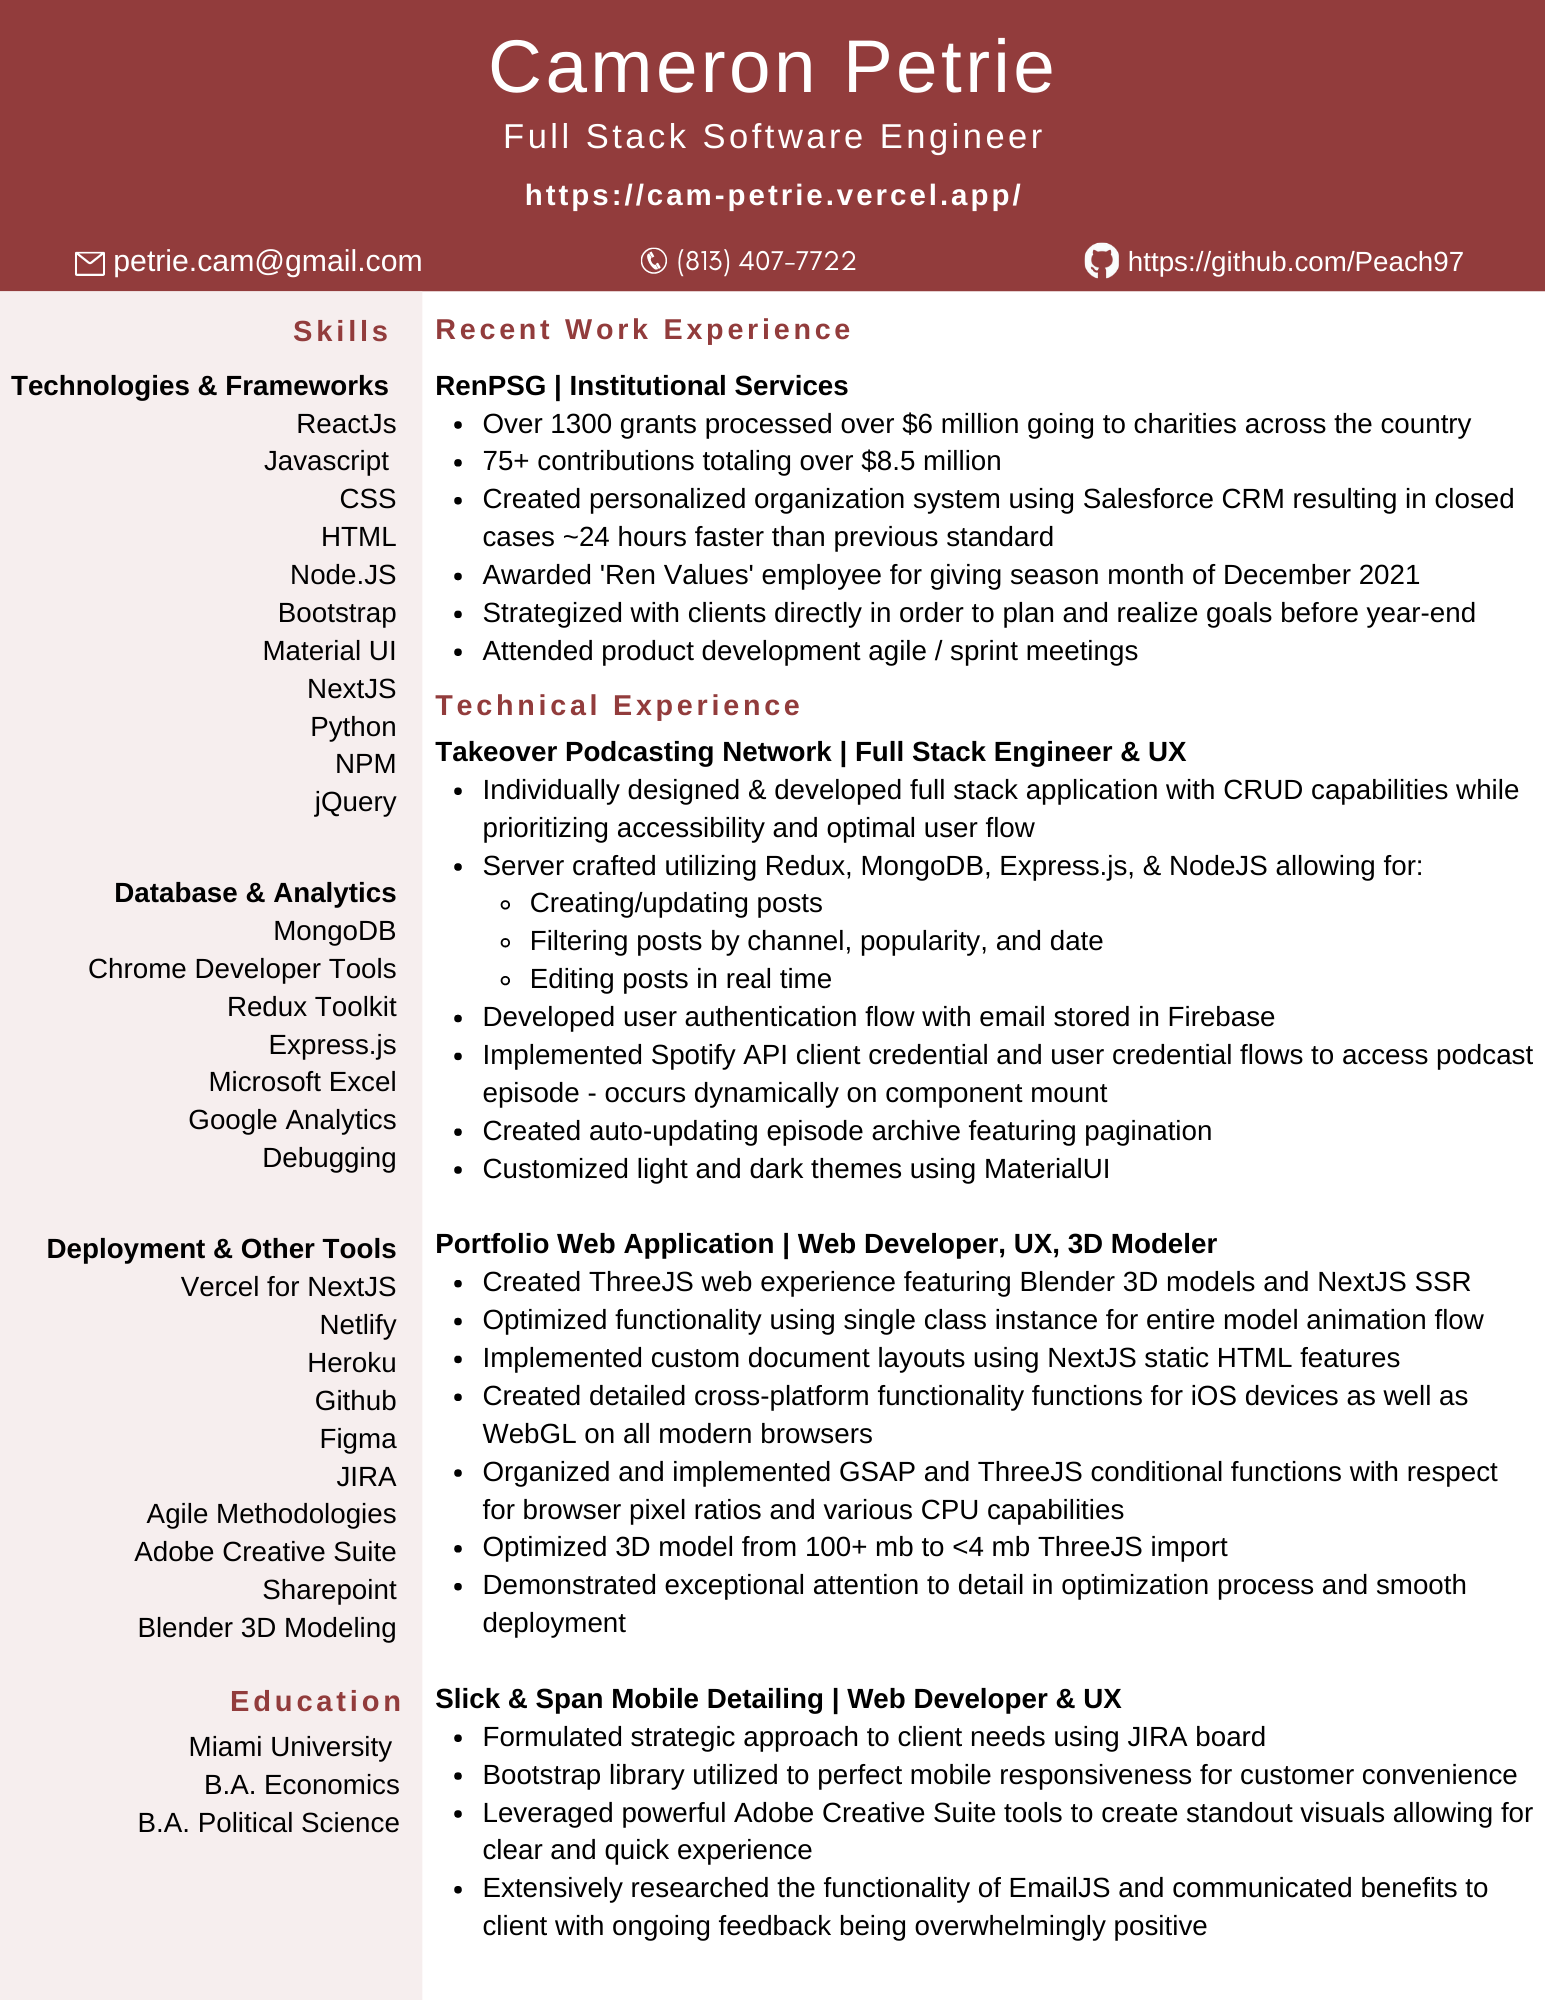 Cameron Petrie
Full Stack Software Engineer
https://cam-petrie.vercel.app/
petrie.cam@gmail.com
(813) 407-7722
https://github.com/Peach97
Skills
Technologies & Frameworks
ReactJs
Javascript
CSS
HTML
Node.JS
Bootstrap
Material UI
NextJS
Python
NPM
jQuery
Database & Analytics
MongoDB
Chrome Developer Tools
Redux Toolkit
Express.js
Microsoft Excel
Google Analytics
Debugging
Deployment & Other Tools
Vercel for NextJS
Netlify
Heroku
Github
Figma
JIRA
Agile Methodologies
Adobe Creative Suite
Sharepoint
Blender 3D Modeling
Education
Miami University
B.A. Economics
B.A. Political Science
Recent Work Experience
RenPSG | Institutional Services
• Over 1300 grants processed over $6 million going to charities across the country
• 75+ contributions totaling over $8.5 million
• Created personalized organization system using Salesforce CRM resulting in closed
cases ~24 hours faster than previous standard
• Awarded 'Ren Values' employee for giving season month of December 2021
• Strategized with clients directly in order to plan and realize goals before year-end
• Attended product development agile / sprint meetings
Technical Experience
Takeover Podcasting Network | Full Stack Engineer & UX
• Individually designed & developed full stack application with CRUD capabilities while
prioritizing accessibility and optimal user flow
• Server crafted utilizing Redux, MongoDB, Express.js, & NodeJS allowing for:
◦ Creating/updating posts
◦ Filtering posts by channel, popularity, and date
◦ Editing posts in real time
• Developed user authentication flow with email stored in Firebase
• Implemented Spotify API client credential and user credential flows to access podcast
episode - occurs dynamically on component mount
• Created auto-updating episode archive featuring pagination
• Customized light and dark themes using MaterialUI
Portfolio Web Application | Web Developer, UX, 3D Modeler
• Created ThreeJS web experience featuring Blender 3D models and NextJS SSR
• Optimized functionality using single class instance for entire model animation flow
• Implemented custom document layouts using NextJS static HTML features
• Created detailed cross-platform functionality functions for iOS devices as well as
WebGL on all modern browsers
• Organized and implemented GSAP and ThreeJS conditional functions with respect
for browser pixel ratios and various CPU capabilities
• Optimized 3D model from 100+ mb to <4 mb ThreeJS import
• Demonstrated exceptional attention to detail in optimization process and smooth
deployment
Slick & Span Mobile Detailing | Web Developer & UX
• Formulated strategic approach to client needs using JIRA board
• Bootstrap library utilized to perfect mobile responsiveness for customer convenience
• Leveraged powerful Adobe Creative Suite tools to create standout visuals allowing for
clear and quick experience
• Extensively researched the functionality of EmailJS and communicated benefits to
client with ongoing feedback being overwhelmingly positive